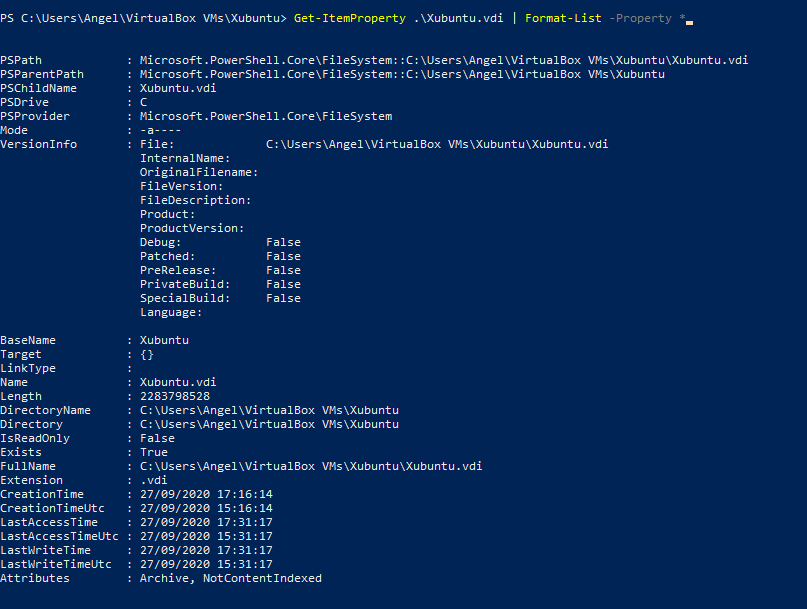 PS C:\Users\Angel\VirtualBox VMs\Xubuntu> Get-ItemProperty .\Xubuntu.vdi | Format-List -Property *
PSPath : Microsoft.PowerShell.Core\FileSystem::C:\Users\Angel\VirtualBox VMs\Xubuntu\Xubuntu.vdi
PSParentPath : Microsoft.PowerShell.Core\FileSystem::C:\Users\Angel\VirtualBox VMs\Xubuntu
PSChildName : Xubuntu.vdi
PSDrive : C
PSProvider : Microsoft.PowerShell.Core\FileSystem
Mode : -a----
VersionInfo : File: C:\Users\Angel\VirtualBox VMs\Xubuntu\Xubuntu.vdi
InternalName:
OriginalFilename:
FileVersion:
FileDescription:
Product:
ProductVersion:
Debug: False
Patched: False
PreRelease: False
PrivateBuild: False
SpecialBuild: False
Language:
BaseName : Xubuntu
Target : {}
LinkType :
Name : Xubuntu.vdi
Length : 2283798528
DirectoryName : C:\Users\Angel\VirtualBox VMs\Xubuntu
Directory : C:\Users\Angel\VirtualBox VMs\Xubuntu
IsReadOnly : False
Exists : True
FullName : C:\Users\Angel\VirtualBox VMs\Xubuntu\Xubuntu.vdi
Extension : .vdi
CreationTime : 27/09/2020 17:16:14
CreationTimeUtc : 27/09/2020 15:16:14
LastAccessTime : 27/09/2020 17:31:17
LastAccessTimeUtc : 27/09/2020 15:31:17
LastWriteTime : 27/09/2020 17:31:17
LastWriteTimeUtc : 27/09/2020 15:31:17
Attributes : Archive, NotContentIndexed